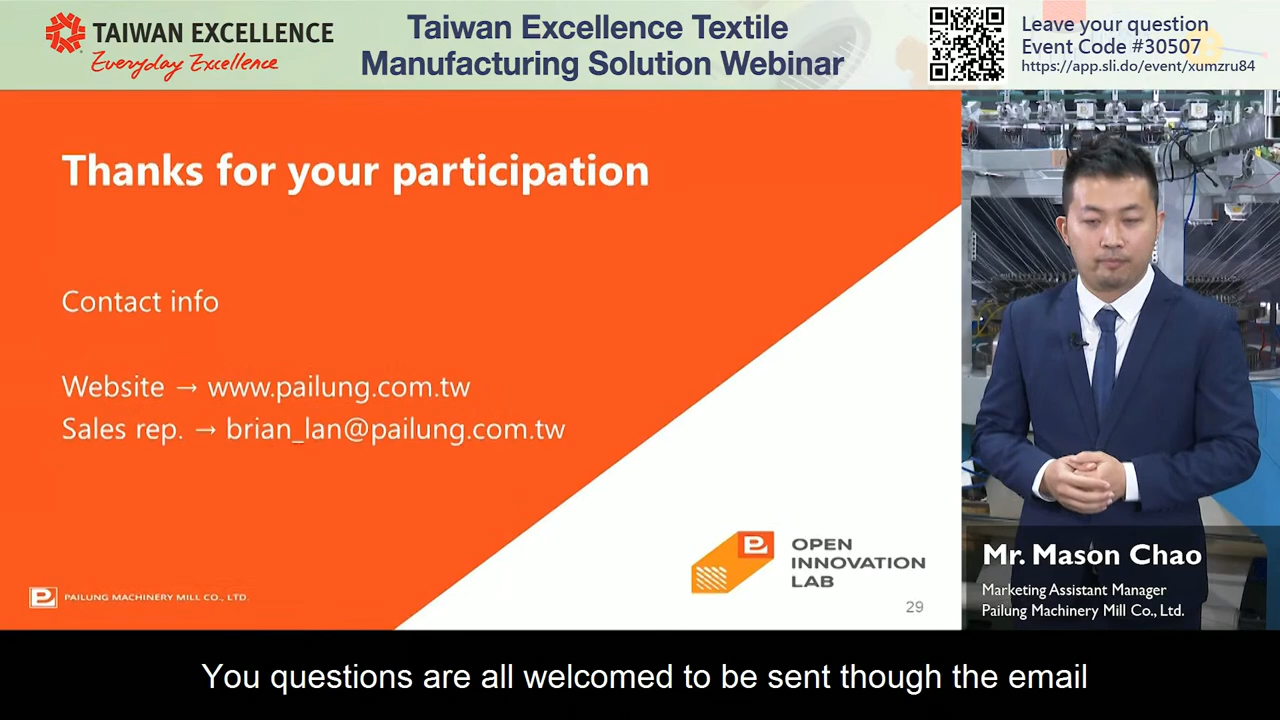 TAIWAN EXCELLENCE
Everyday Excellence
Taiwan Excellence Textile
Manufacturing Solution Webinar
Leave your question
Event Code #30507
https://app.sli.do/event/xumzru84
Thanks for your participation
Contact info
Website → www.pailung.com.tw
Sales rep. → brian_lan@pailung.com.tw
OPEN
INNOVATION
LAB
PAILUNG MACHINERY MILL CO., LTD.
29
Mr. Mason Chao
Marketing Assistant Manager
Pailung Machinery Mill Co., Ltd.
You questions are all welcomed to be sent though the email